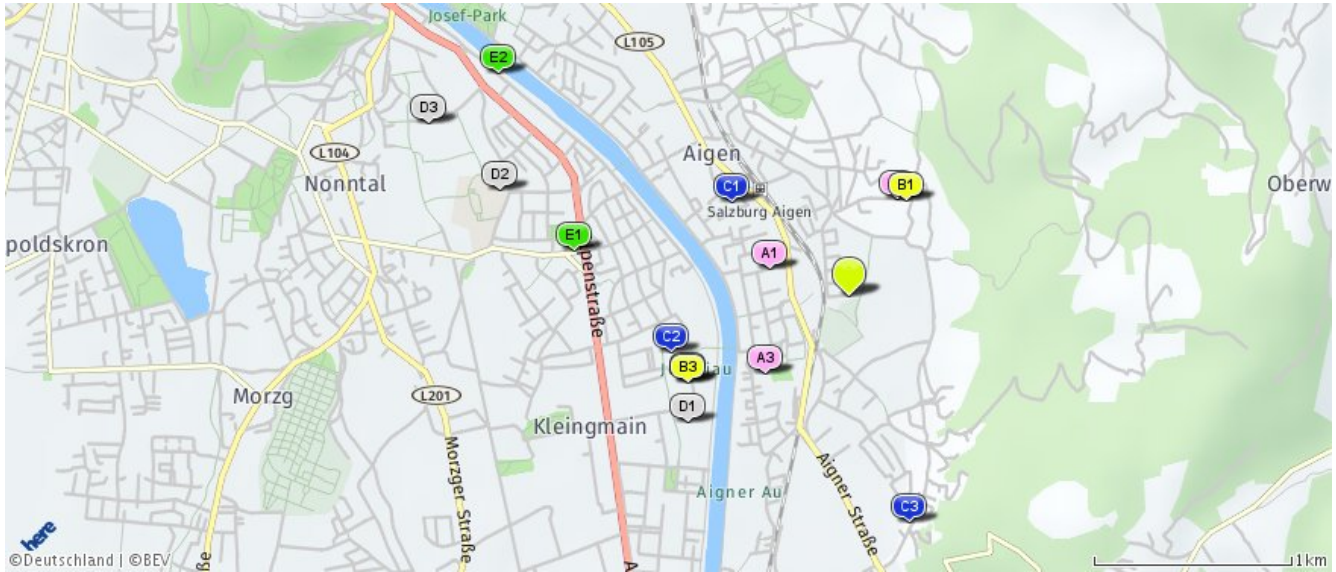 Josef-Park
L105
E2
D3
Aigen
L104
D2
Nonntal
C1
B1
Oberw
Salzburg Aigen
poldskron
E1
A1
penstraße
C2
B3
A3
Morzg
L201
D1
Kleingmain
Morzger Straße
Aigner Au
Aigner Straße
C3
here
©Deutschland | ©BEV
ße
A
1km